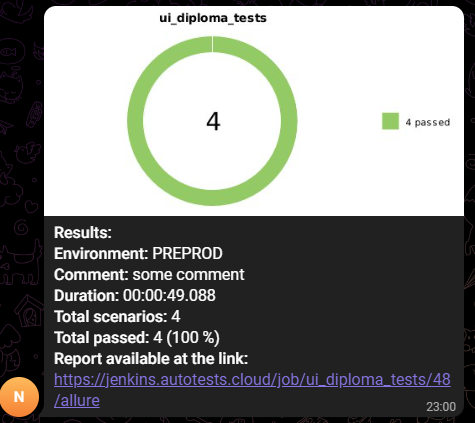 ui_diploma_tests
4
4 passed
Results:
Environment: PREPROD
Comment: some comment
Duration: 00:00:49.088
Total scenarios: 4
Total passed: 4 (100 %)
Report available at the link:
https://jenkins.autotests.cloud/job/ui_diploma_tests/48
/allure
N
23:00